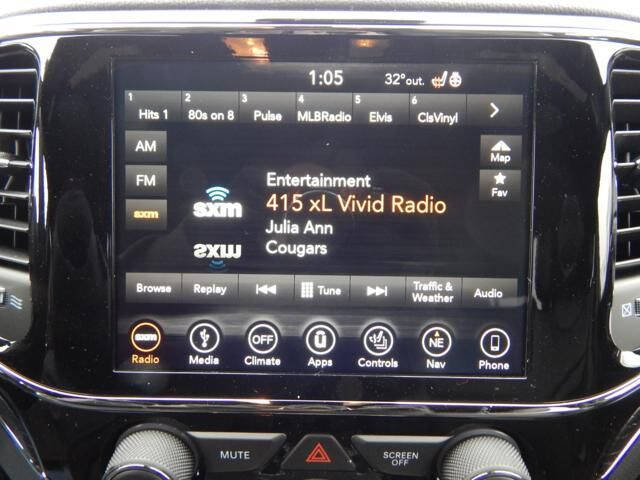 1:05 32°out.
1 2 3 4 5 6
Hits 1 80s on 8 Pulse MLBRadio Elvis ClsVinyl
AM
Map
FM
Fav
sxm
sxm
Entertainment
415 xL Vivid Radio
Julia Ann
Cougars
Browse Replay Tune Traffic & Weather Audio
sxm OFF NE
Radio Media Climate Apps Controls Nav Phone
MUTE SCREEN OFF